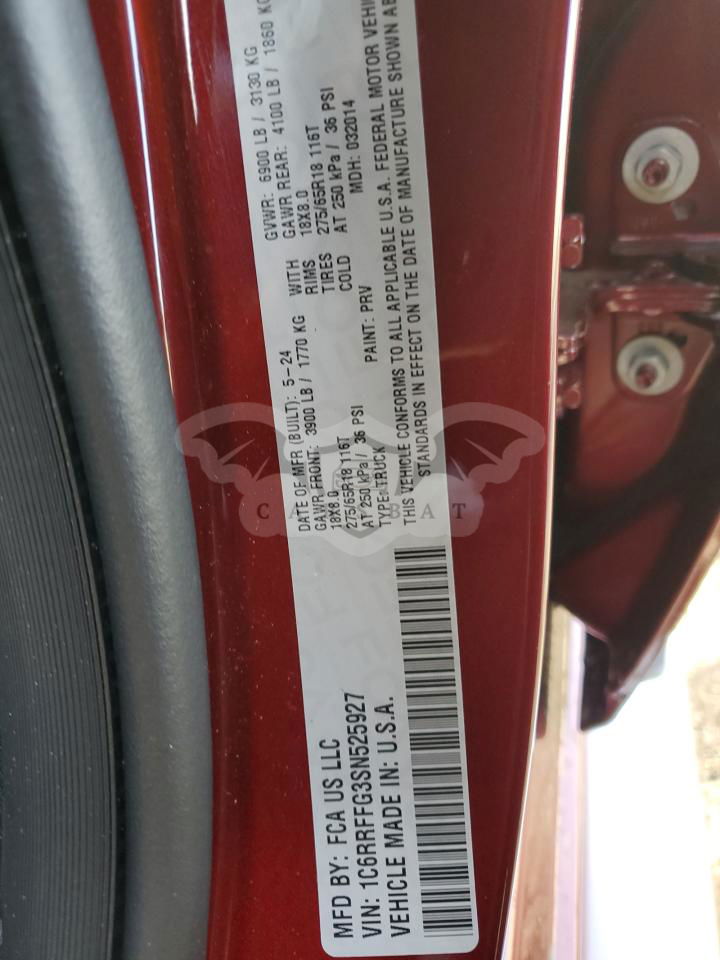 MFD BY: FCA US LLC
VIN: 1C6RRFFG3SN525927
VEHICLE MADE IN: U.S.A.
DATE OF MFR (BUILT): 5-24 GVWR: 6900 LB / 3130 KG
GAWR FRONT: 3900 LB / 1770 KG WITH GAWR REAR: 4100 LB / 1860 KG
18X8.0 RIMS 18X8.0
275/65R18 116T TIRES 275/65R18 116T
AT 250 kPa / 36 PSI COLD AT 250 kPa / 36 PSI
TYPE: TRUCK PAINT: PRV MDH: 032014
THIS VEHICLE CONFORMS TO ALL APPLICABLE U.S.A. FEDERAL MOTOR
STANDARDS IN EFFECT ON THE DATE OF MANUFACTURE SHOWN